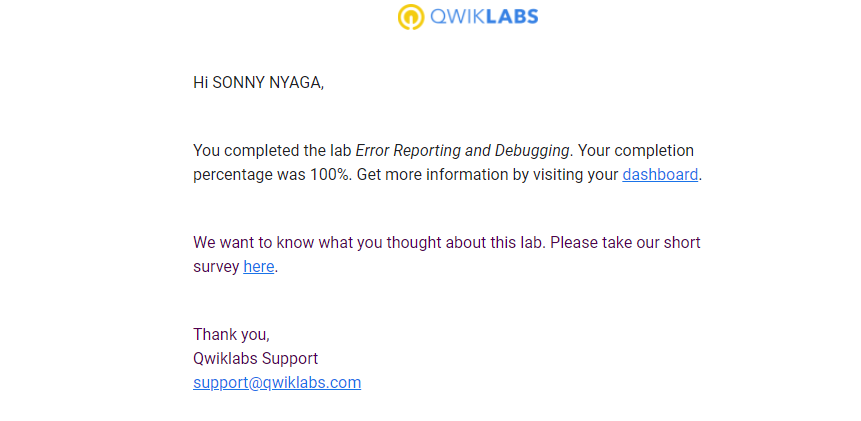 QWIKLABS
Hi SONNY NYAGA,
You completed the lab Error Reporting and Debugging. Your completion
percentage was 100%. Get more information by visiting your dashboard.
We want to know what you thought about this lab. Please take our short
survey here.
Thank you,
Qwiklabs Support
support@qwiklabs.com